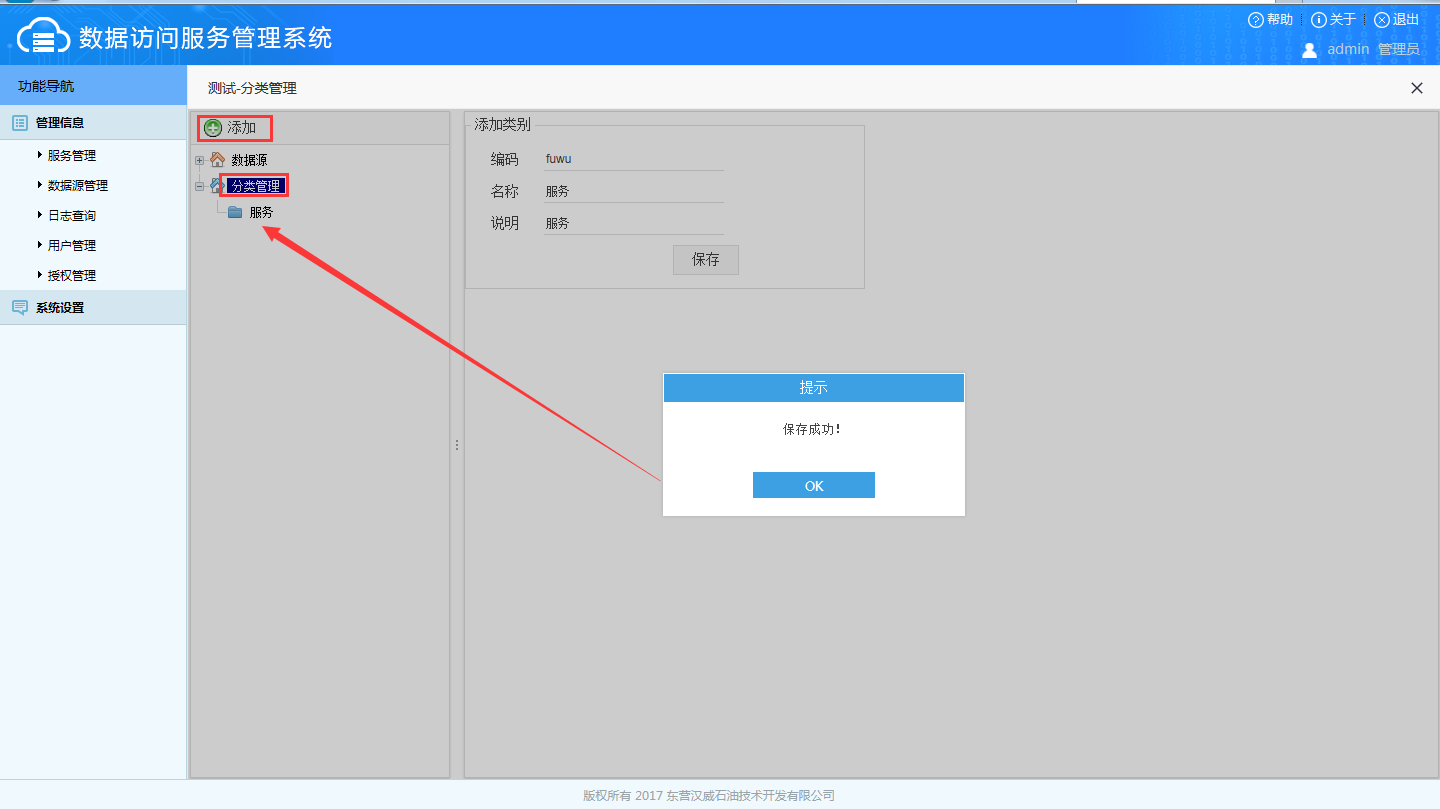 帮助 关于 退出
数据访问服务管理系统
admin 管理员
功能导航
测试-分类管理
管理信息
服务管理
数据源管理
日志查询
用户管理
授权管理
系统设置
添加
数据源
分类管理
服务
添加类别
编码 fuwu
名称 服务
说明 服务
保存
提示
保存成功!
OK
版权所有 2017 东营汉威石油技术开发有限公司